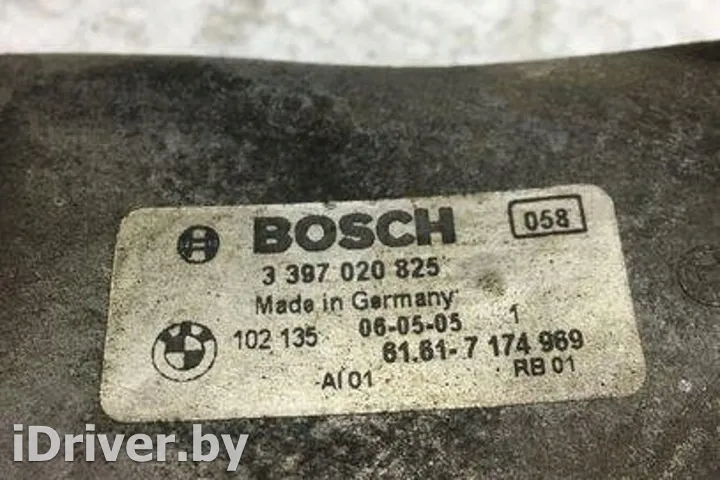 BOSCH 058
3 397 020 825
Made in Germany
102 135 06-05-05 1
61.61-7 174 969
AI 01 RB 01
iDriver.by